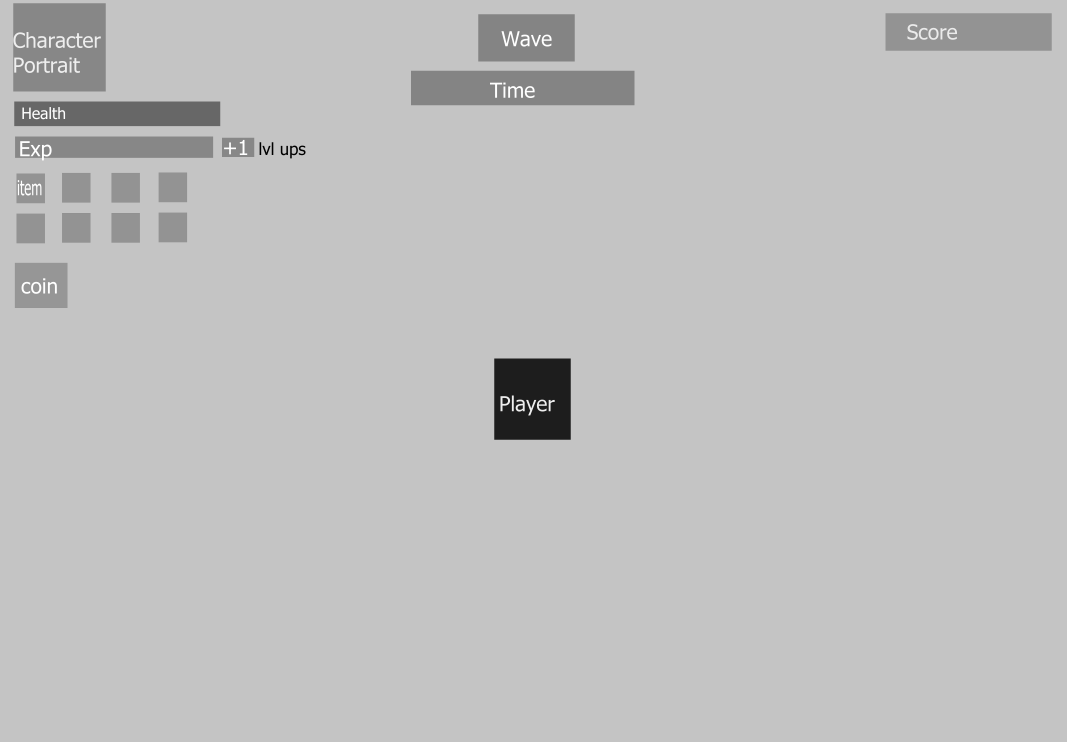 Character
Portrait
Wave
Score
Time
Health
Exp
+1 lvl ups
item
coin
Player